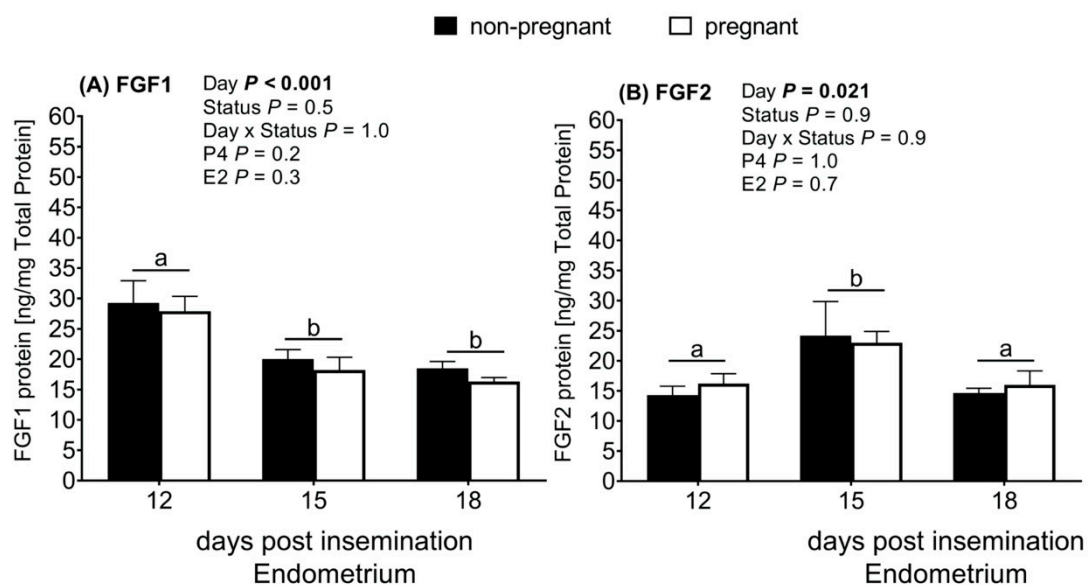 non-pregnant pregnant
(A) FGF1
Day P < 0.001
Status P = 0.5
Day x Status P = 1.0
P4 P = 0.2
E2 P = 0.3
FGF1 protein [ng/mg Total Protein]
60
55
50
45
40
35
30
25
20
15
10
5
0
a
b
b
12 15 18
days post insemination
Endometrium
(B) FGF2
Day P = 0.021
Status P = 0.9
Day x Status P = 0.9
P4 P = 1.0
E2 P = 0.7
FGF2 protein [ng/mg Total Protein]
60
55
50
45
40
35
30
25
20
15
10
5
0
a
b
a
12 15 18
days post insemination
Endometrium